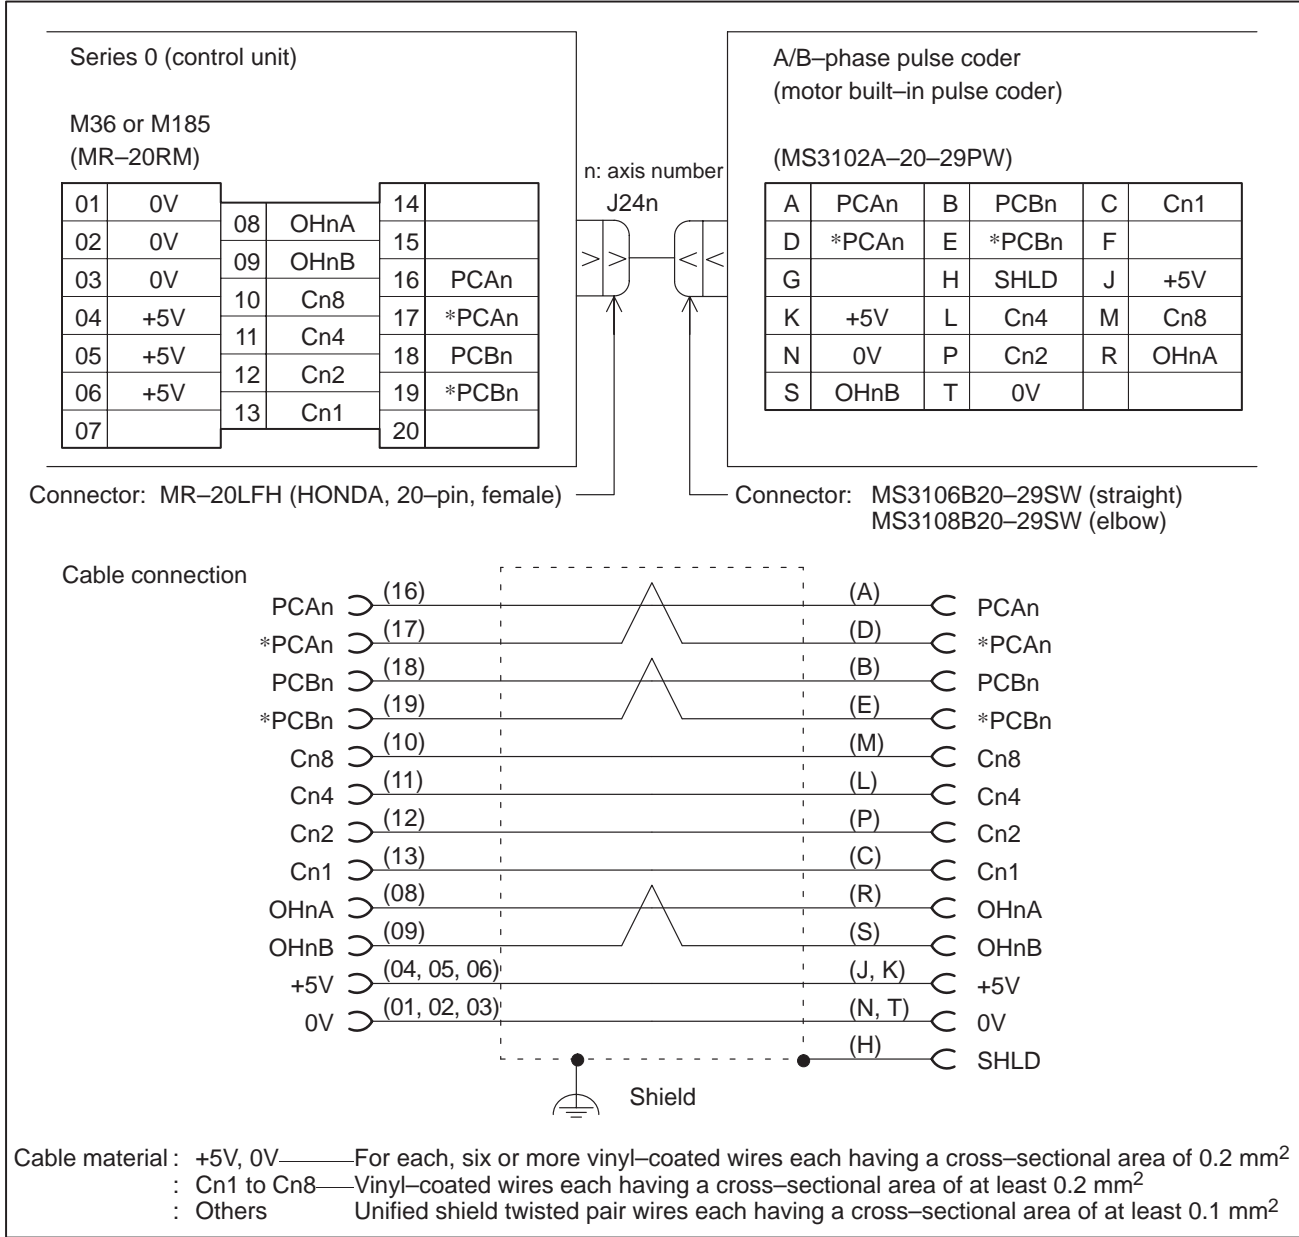 Series 0 (control unit)
M36 or M185
(MR–20RM)
01 0V
02 0V
03 0V
04 +5V
05 +5V
06 +5V
07
08 OHnA
09 OHnB
10 Cn8
11 Cn4
12 Cn2
13 Cn1
14
15
16 PCAn
17 *PCAn
18 PCBn
19 *PCBn
20
n: axis number
J24n
A/B–phase pulse coder
(motor built–in pulse coder)
(MS3102A–20–29PW)
A PCAn B PCBn C Cn1
D *PCAn E *PCBn F
G H SHLD J +5V
K +5V L Cn4 M Cn8
N 0V P Cn2 R OHnA
S OHnB T 0V
Connector: MR–20LFH (HONDA, 20–pin, female)
Connector: MS3106B20–29SW (straight)
MS3108B20–29SW (elbow)
Cable connection
PCAn (16) (A) PCAn
*PCAn (17) (D) *PCAn
PCBn (18) (B) PCBn
*PCBn (19) (E) *PCBn
Cn8 (10) (M) Cn8
Cn4 (11) (L) Cn4
Cn2 (12) (P) Cn2
Cn1 (13) (C) Cn1
OHnA (08) (R) OHnA
OHnB (09) (S) OHnB
+5V (04, 05, 06) (J, K) +5V
0V (01, 02, 03) (N, T) 0V
(H) SHLD
Shield
Cable material : +5V, 0V For each, six or more vinyl–coated wires each having a cross–sectional area of 0.2 mm2
: Cn1 to Cn8 Vinyl–coated wires each having a cross–sectional area of at least 0.2 mm2
: Others Unified shield twisted pair wires each having a cross–sectional area of at least 0.1 mm2